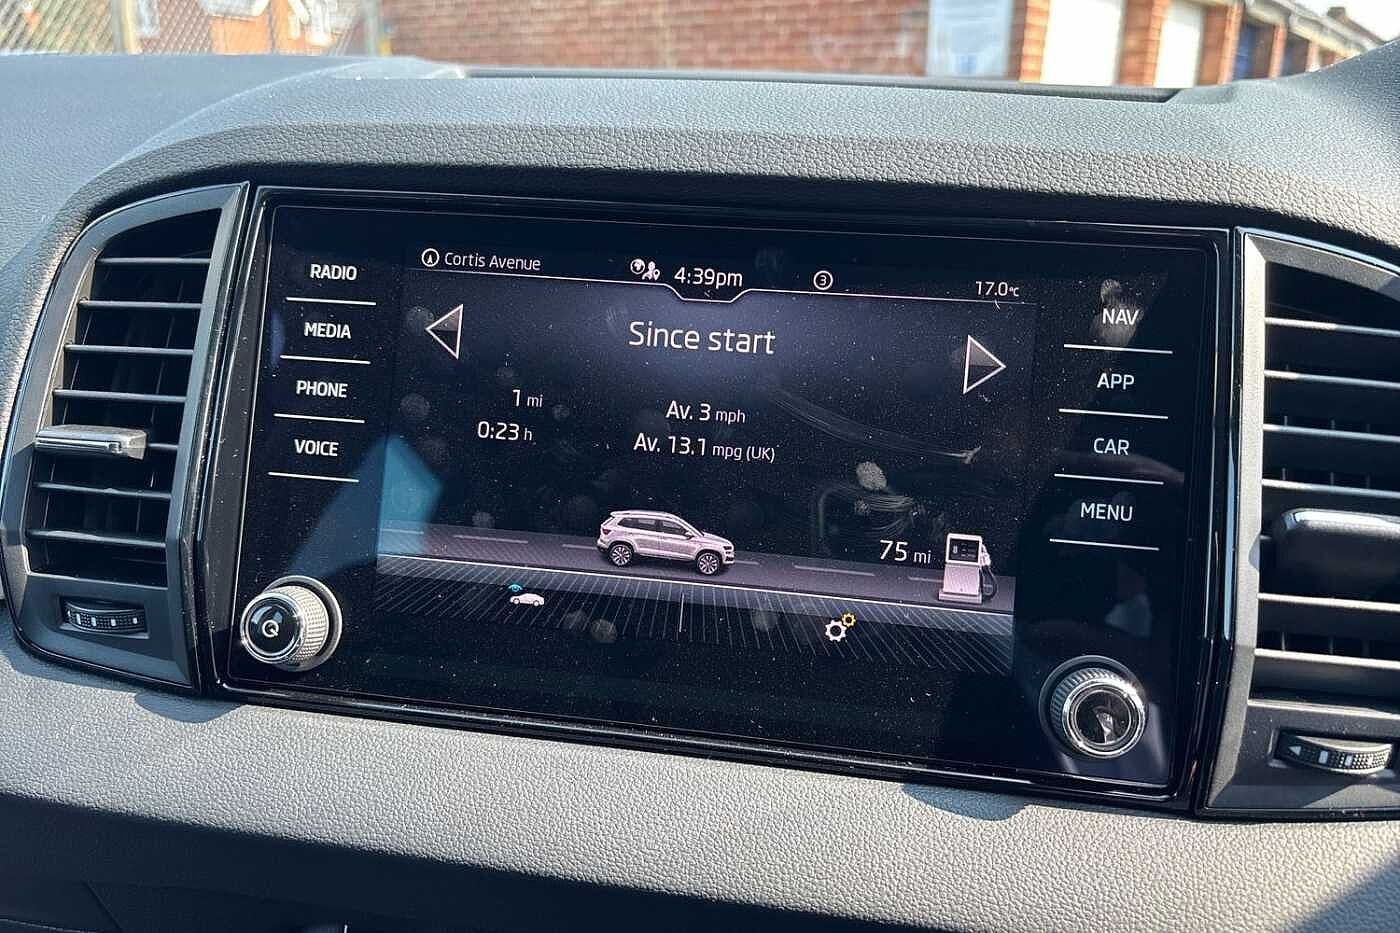 Cortis Avenue
4:39pm
3
17.0°C
RADIO
MEDIA
PHONE
VOICE
Since start
1 mi
0:23 h
Av. 3 mph
Av. 13.1 mpg (UK)
75 mi
NAV
APP
CAR
MENU